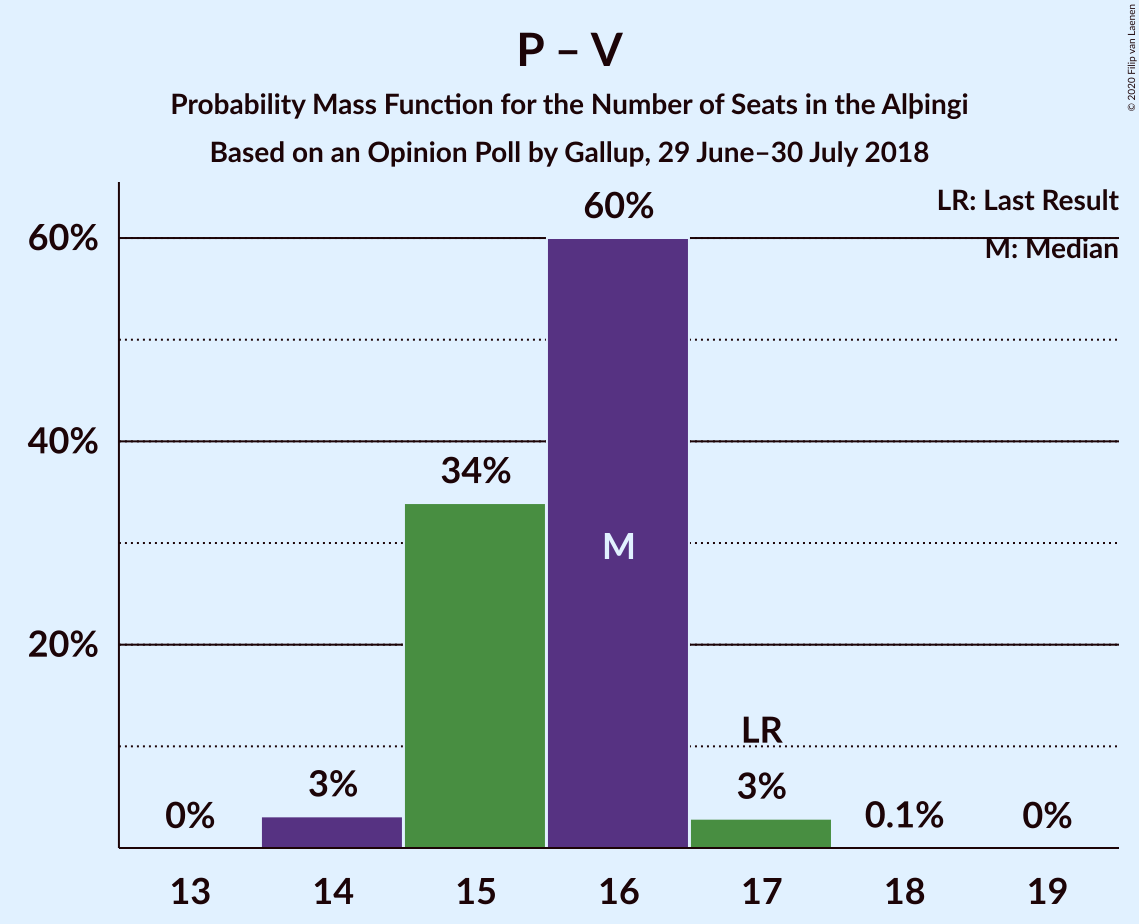 P – V
Probability Mass Function for the Number of Seats in the Alþingi
Based on an Opinion Poll by Gallup, 29 June–30 July 2018
© 2020 Filip van Laenen
LR: Last Result
M: Median
60%
40%
20%
0%
3%
34%
60%
M
LR
3%
0.1%
0%
13 14 15 16 17 18 19